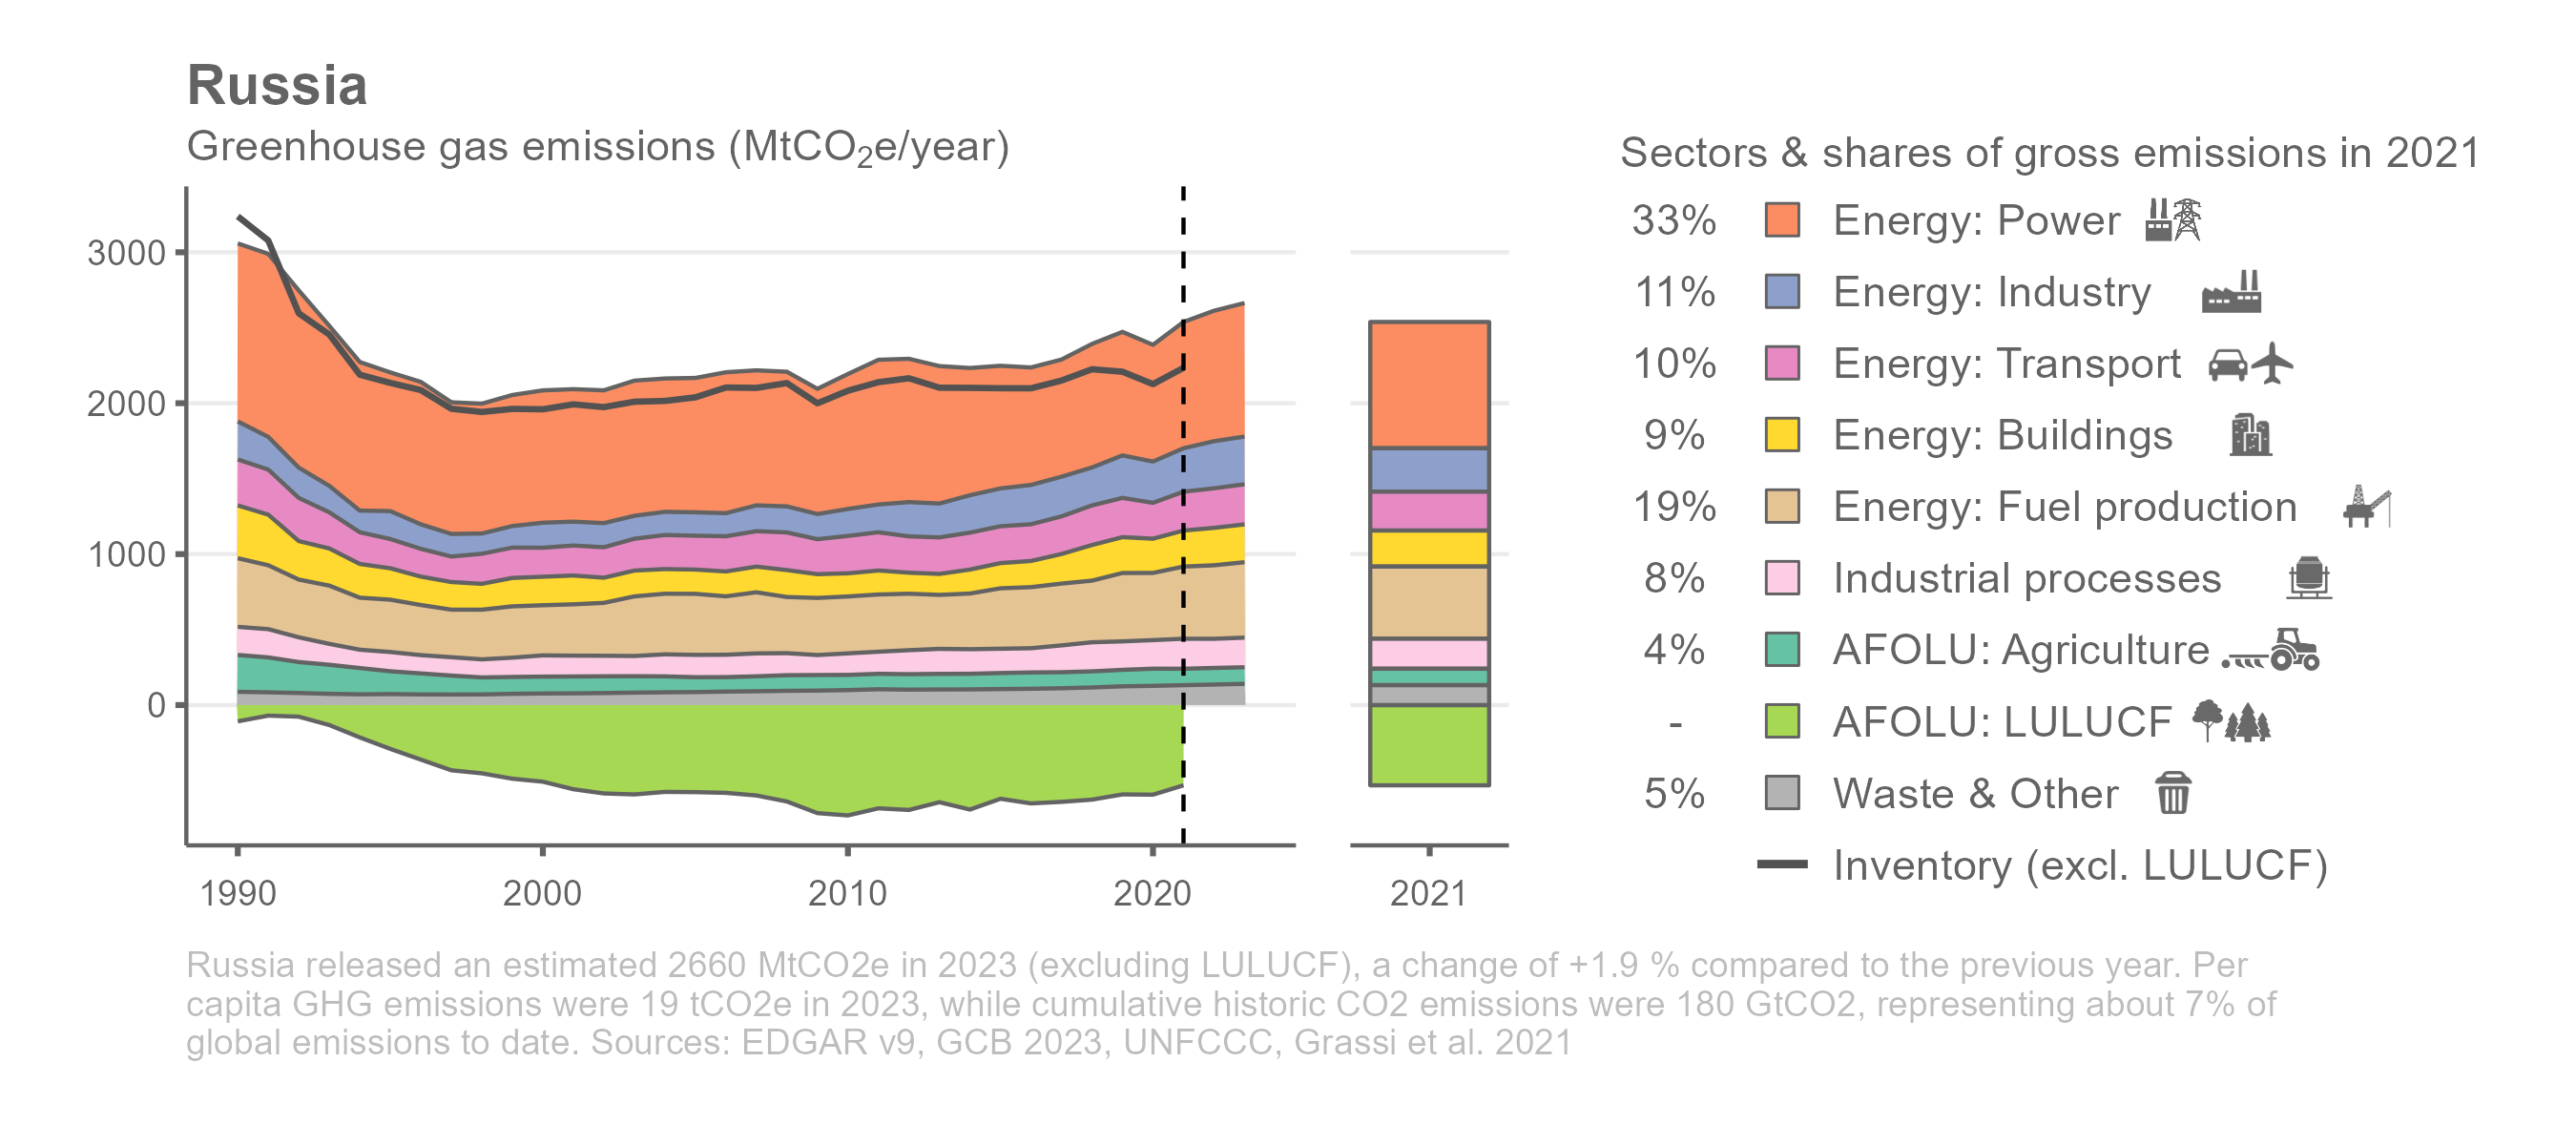 Russia
Greenhouse gas emissions (MtCO₂e/year)
3000
2000
1000
0
1990
2000
2010
2020
2021
Sectors & shares of gross emissions in 2021
33% Energy: Power
11% Energy: Industry
10% Energy: Transport
9% Energy: Buildings
19% Energy: Fuel production
8% Industrial processes
4% AFOLU: Agriculture
- AFOLU: LULUCF
5% Waste & Other
Inventory (excl. LULUCF)
Russia released an estimated 2660 MtCO2e in 2023 (excluding LULUCF), a change of +1.9 % compared to the previous year. Per
capita GHG emissions were 19 tCO2e in 2023, while cumulative historic CO2 emissions were 180 GtCO2, representing about 7% of
global emissions to date. Sources: EDGAR v9, GCB 2023, UNFCCC, Grassi et al. 2021